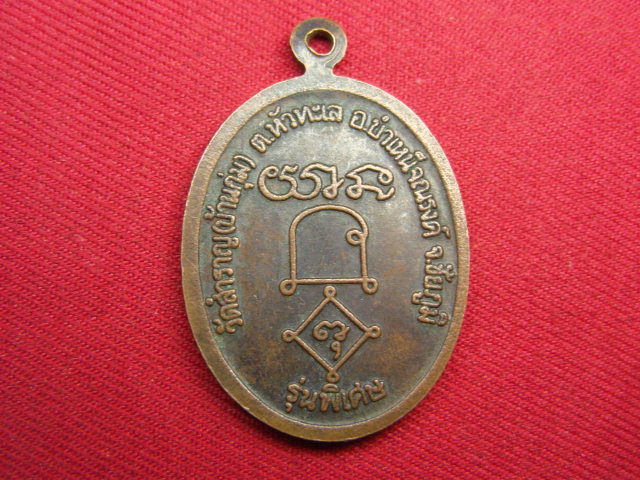 วัดสำราญ(บ้านกุ่ม) ต.หัวทะเล อ.บำเหน็จณรงค์ จ.ชัยภูมิ
รุ่นพิเศษ